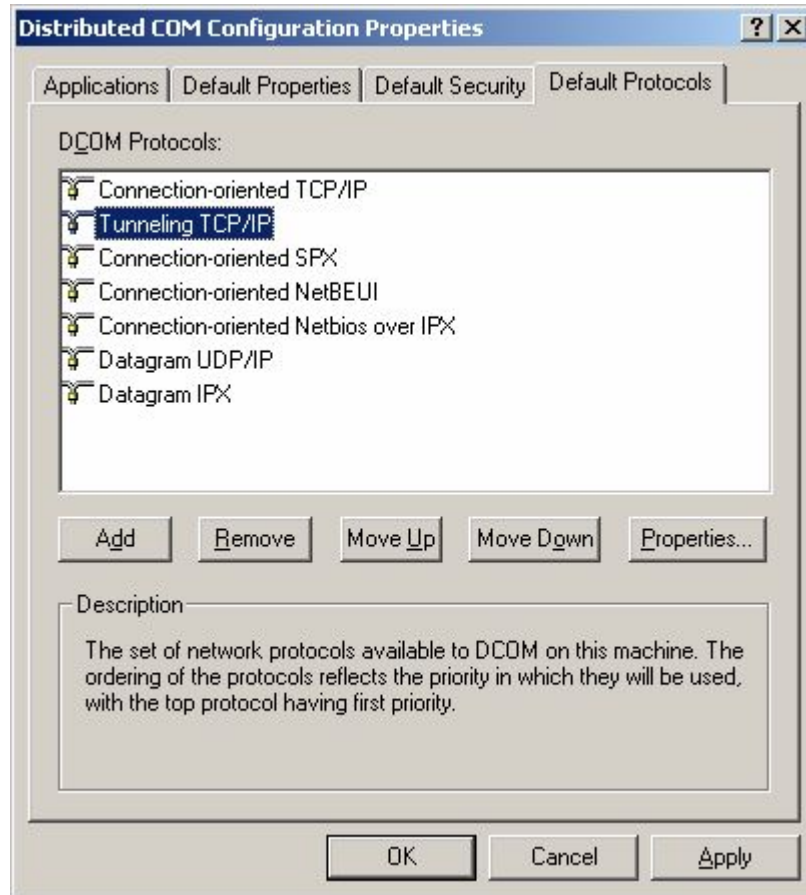 Distributed COM Configuration Properties
Applications
Default Properties
Default Security
Default Protocols
DCOM Protocols:
Connection-oriented TCP/IP
Tunneling TCP/IP
Connection-oriented SPX
Connection-oriented NetBEUI
Connection-oriented Netbios over IPX
Datagram UDP/IP
Datagram IPX
Add
Remove
Move Up
Move Down
Properties...
Description
The set of network protocols available to DCOM on this machine. The
ordering of the protocols reflects the priority in which they will be used,
with the top protocol having first priority.
OK
Cancel
Apply